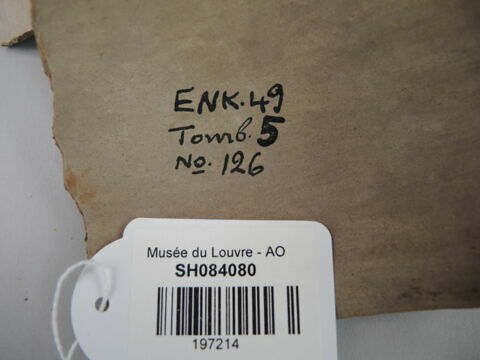 ENK.49
Tomb.5
No. 126
Musée du Louvre - AO
SH084080
197214